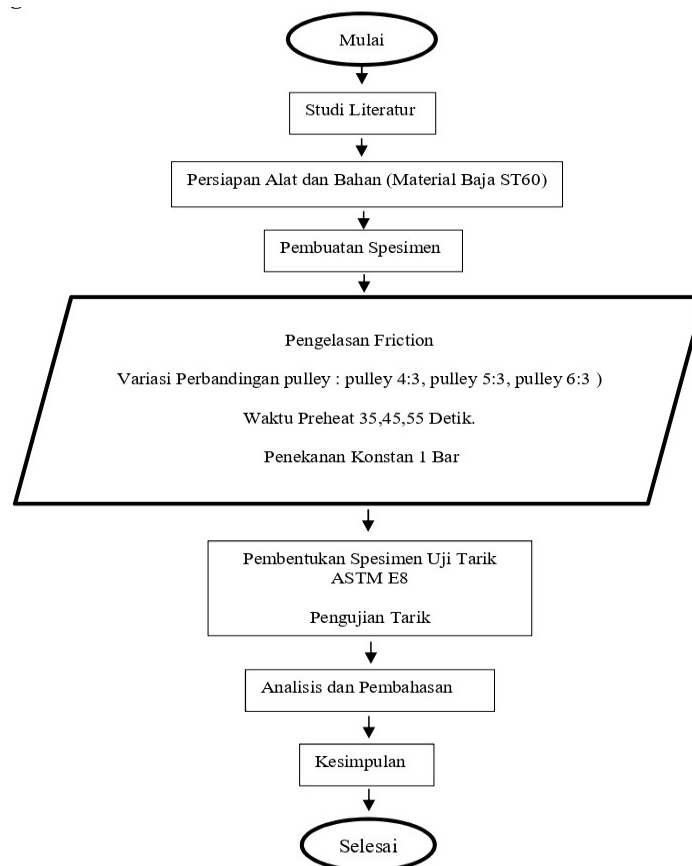 Mulai
Studi Literatur
Persiapan Alat dan Bahan (Material Baja ST60)
Pembuatan Spesimen
Pengelasan Friction
Variasi Perbandingan pulley : pulley 4:3, pulley 5:3, pulley 6:3 )
Waktu Preheat 35,45,55 Detik.
Penekanan Konstan 1 Bar
Pembentukan Spesimen Uji Tarik
ASTM E8
Pengujian Tarik
Analisis dan Pembahasan
Kesimpulan
Selesai